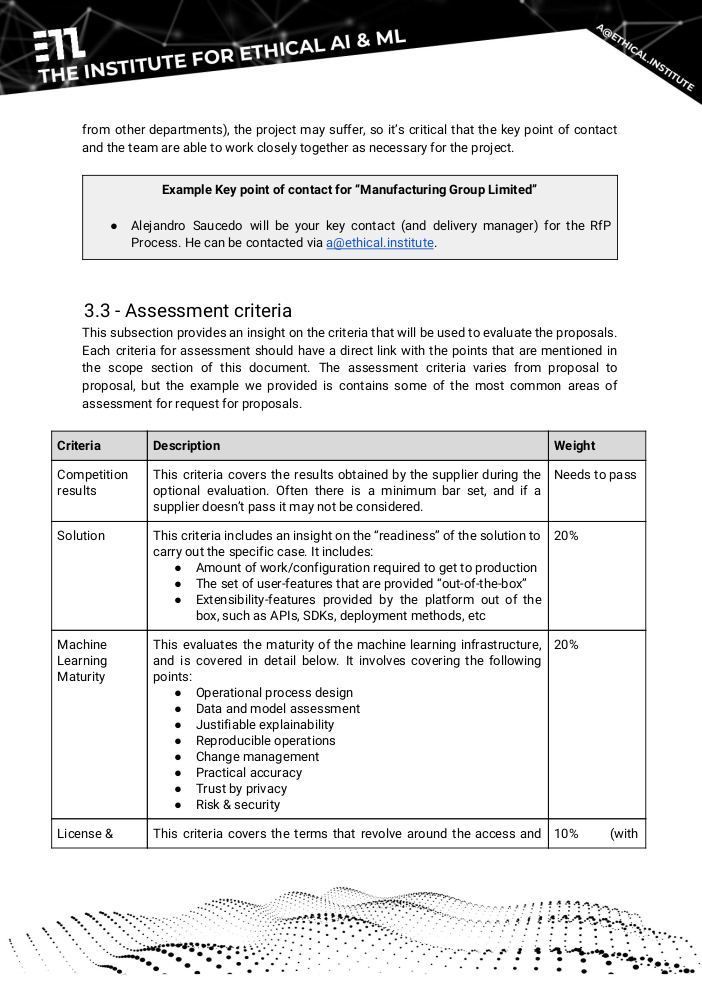 THE INSTITUTE FOR ETHICAL AI & ML
A@ETHICAL.INSTITUTE
from other departments), the project may suffer, so it’s critical that the key point of contact
and the team are able to work closely together as necessary for the project.
Example Key point of contact for “Manufacturing Group Limited”
● Alejandro Saucedo will be your key contact (and delivery manager) for the RfP
Process. He can be contacted via a@ethical.institute.
3.3 - Assessment criteria
This subsection provides an insight on the criteria that will be used to evaluate the proposals.
Each criteria for assessment should have a direct link with the points that are mentioned in
the scope section of this document. The assessment criteria varies from proposal to
proposal, but the example we provided is contains some of the most common areas of
assessment for request for proposals.
Criteria Description Weight
Competition This criteria covers the results obtained by the supplier during the Needs to pass
results optional evaluation. Often there is a minimum bar set, and if a
supplier doesn’t pass it may not be considered.
Solution This criteria includes an insight on the “readiness” of the solution to 20%
carry out the specific case. It includes:
● Amount of work/configuration required to get to production
● The set of user-features that are provided “out-of-the-box”
● Extensibility-features provided by the platform out of the
box, such as APIs, SDKs, deployment methods, etc
Machine This evaluates the maturity of the machine learning infrastructure, 20%
Learning and is covered in detail below. It involves covering the following
Maturity points:
● Operational process design
● Data and model assessment
● Justifiable explainability
● Reproducible operations
● Change management
● Practical accuracy
● Trust by privacy
● Risk & security
License & This criteria covers the terms that revolve around the access and 10% (with